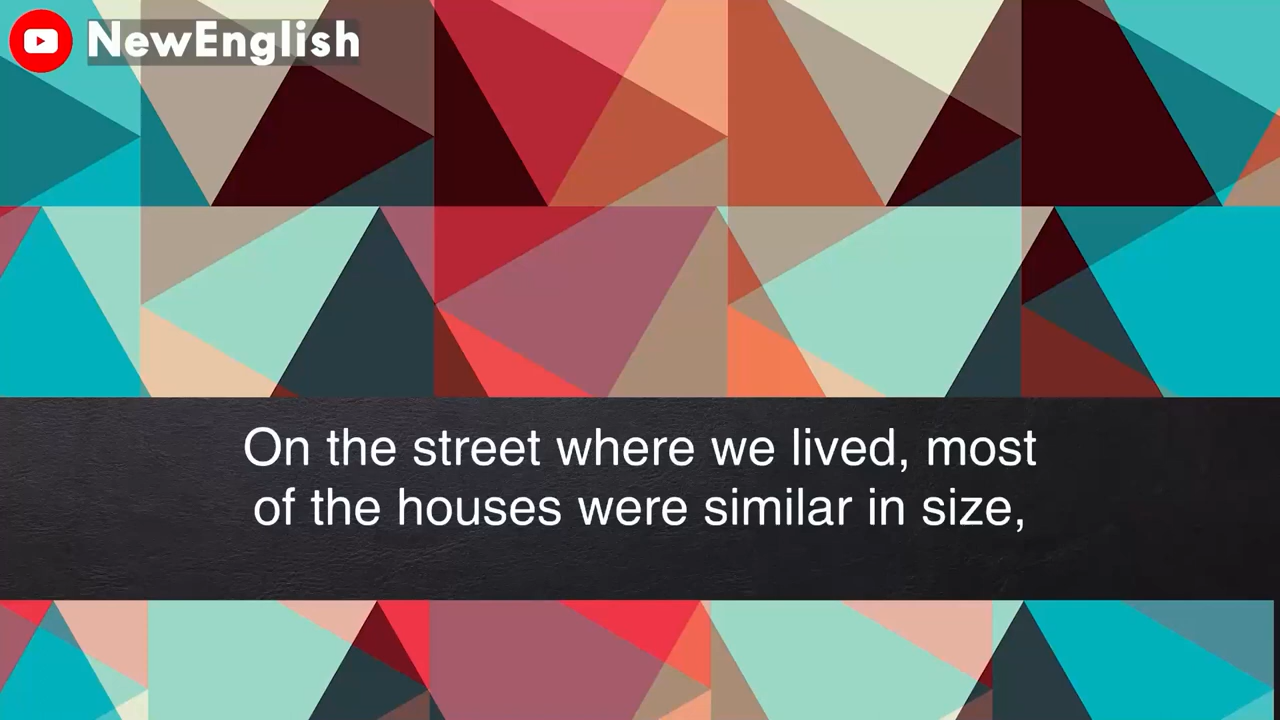 NewEnglish
On the street where we lived, most
of the houses were similar in size,